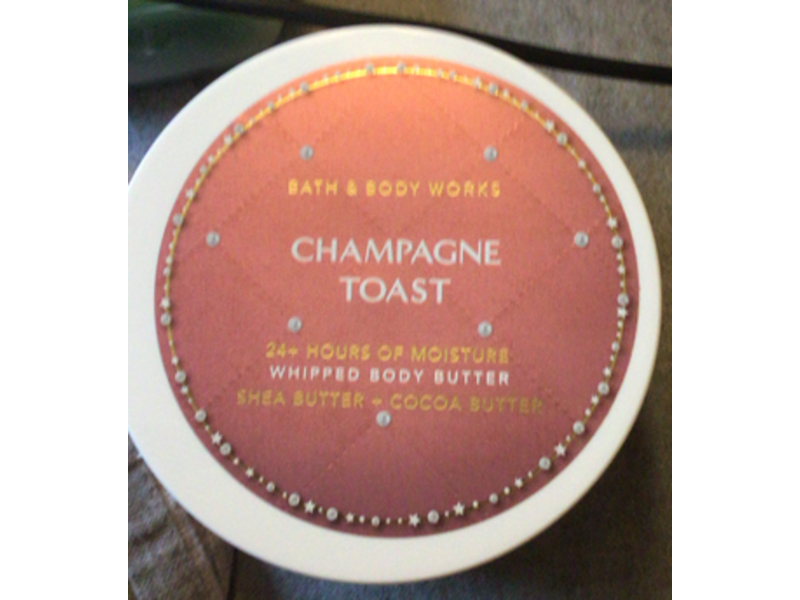 BATH & BODY WORKS
CHAMPAGNE
TOAST
24+ HOURS OF MOISTURE
WHIPPED BODY BUTTER
SHEA BUTTER + COCOA BUTTER